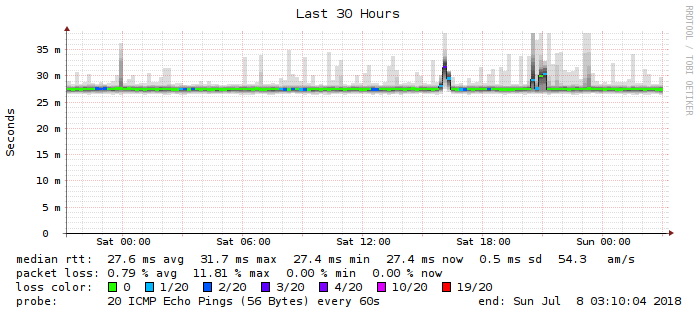 Last 30 Hours
RRDTOOL / TOBI OETIKER
Seconds
35 m
30 m
25 m
20 m
15 m
10 m
5 m
0
Sat 00:00 Sat 06:00 Sat 12:00 Sat 18:00 Sun 00:00
median rtt: 27.6 ms avg 31.7 ms max 27.4 ms min 27.4 ms now 0.5 ms sd 54.3 am/s
packet loss: 0.79 % avg 11.81 % max 0.00 % min 0.00 % now
loss color: 0 1/20 2/20 3/20 4/20 10/20 19/20
probe: 20 ICMP Echo Pings (56 Bytes) every 60s end: Sun Jul 8 03:10:04 2018